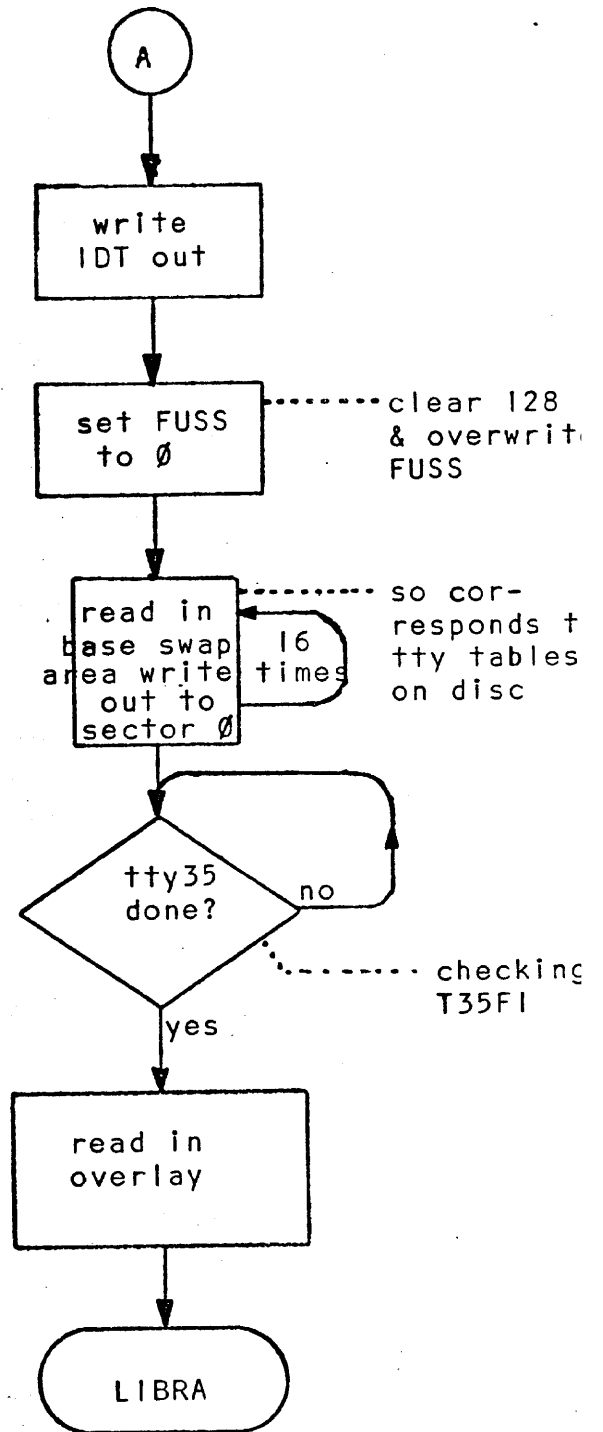 A
write
IDT out
set FUSS
to Ø
clear 128
& overwrit
FUSS
read in
base swap
area write
out to
sector Ø
16
times
so cor-
responds t
tty tables
on disc
tty35
done?
no
checking
T35FI
yes
read in
overlay
LIBRA